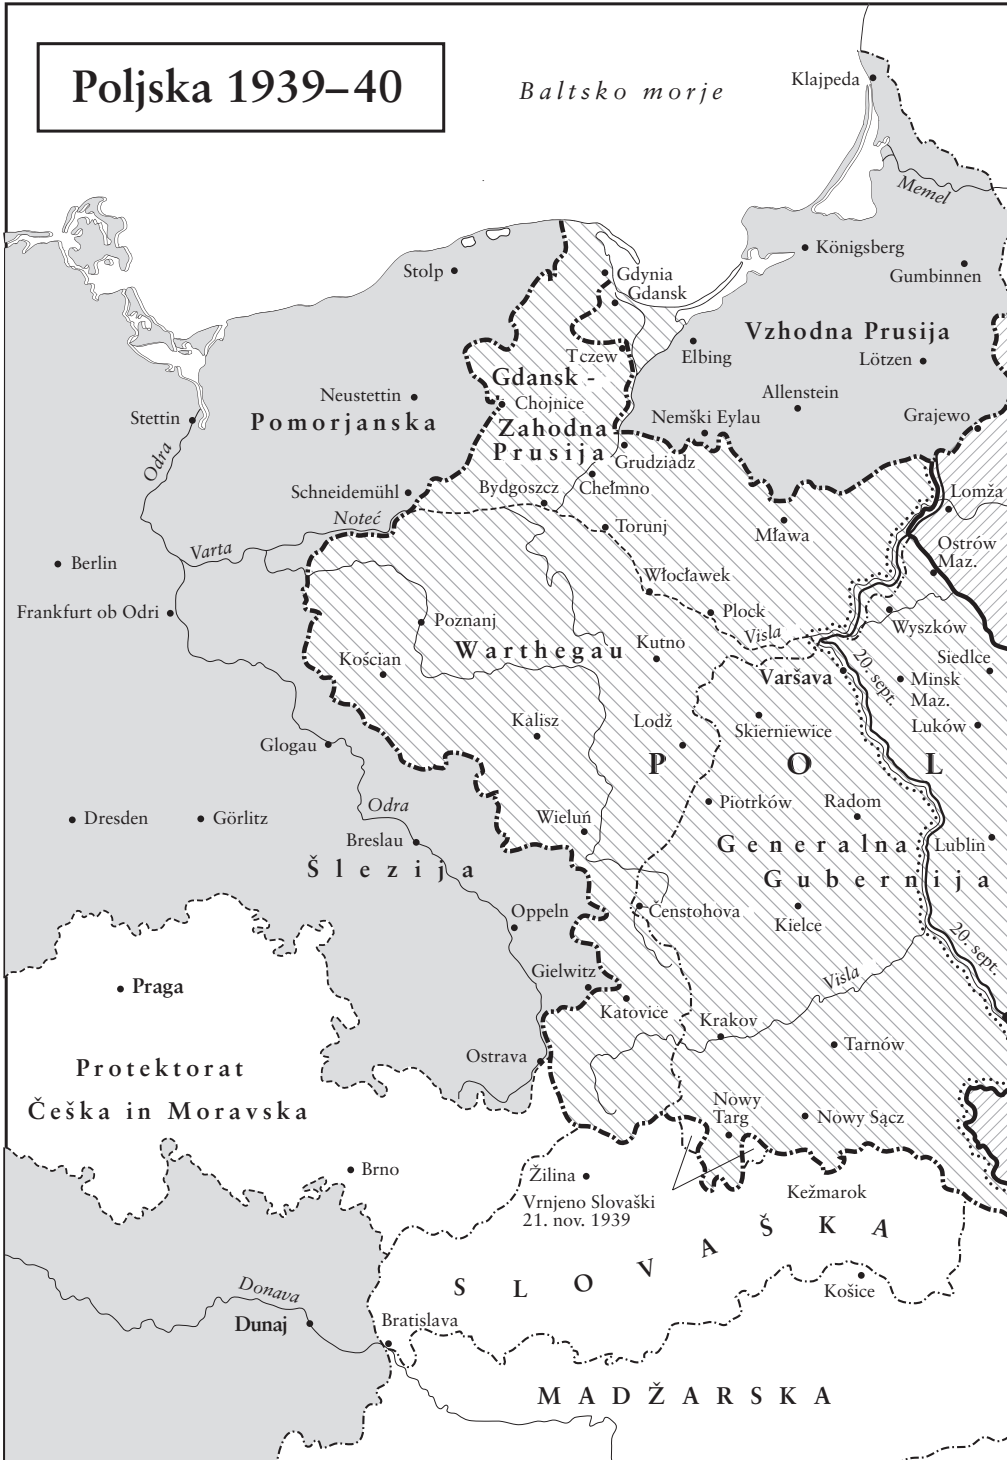 Poljska 1939–40
Baltsko morje
Klajpeda
Memel
Königsberg
Gumbinnen
Stolp
Gdynia
Gdansk
Vzhodna Prusija
Tczew
Elbing
Lötzen
Gdansk -
Zahodna
Prusija
Neustettin
Chojnice
Allenstein
Stettin
Pomorjanska
Nemški Eylau
Grajewo
Odra
Grudziadz
Schneidemühl
Bydgoszcz
Chełmno
Lomža
Noteć
Torunj
Mława
Varta
Ostrów
Maz.
Berlin
Włocławek
Frankfurt ob Odri
Plock
Poznanj
Visla
Wyszków
Warthegau
Kutno
Kościan
Varšava
20. sept.
Siedlce
Minsk
Maz.
Kalisz
Lodž
Skierniewice
Luków
Glogau
P O L
Odra
Piotrków
Radom
Dresden
Görlitz
Wieluń
Breslau
Generalna
Gubernija
Lublin
Šlezija
Oppeln
Čenstohova
Kielce
20. sept.
Gielwitz
Visla
Praga
Katovice
Krakov
Ostrava
Tarnów
Protektorat
Češka in Moravska
Nowy
Targ
Nowy Sącz
Brno
Žilina
Vrnjeno Slovaški
21. nov. 1939
Kežmarok
SLOVAŠKA
Košice
Donava
Dunaj
Bratislava
MADŽARSKA